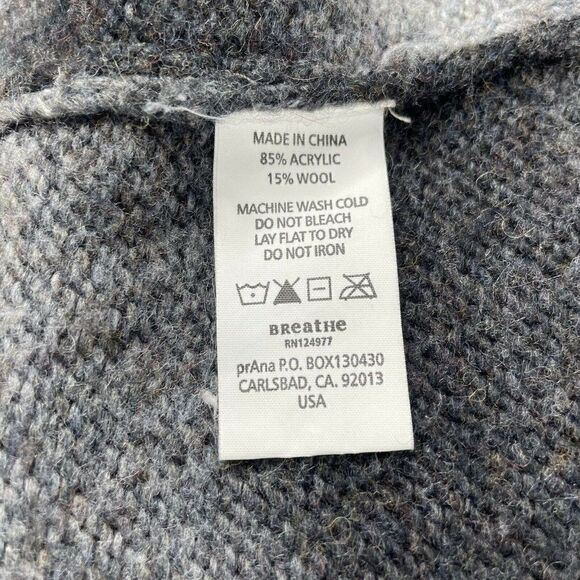 MADE IN CHINA
85% ACRYLIC
15% WOOL
MACHINE WASH COLD
DO NOT BLEACH
LAY FLAT TO DRY
DO NOT IRON
BReatHe
RN124977
prAna P.O. BOX130430
CARLSBAD, CA. 92013
USA